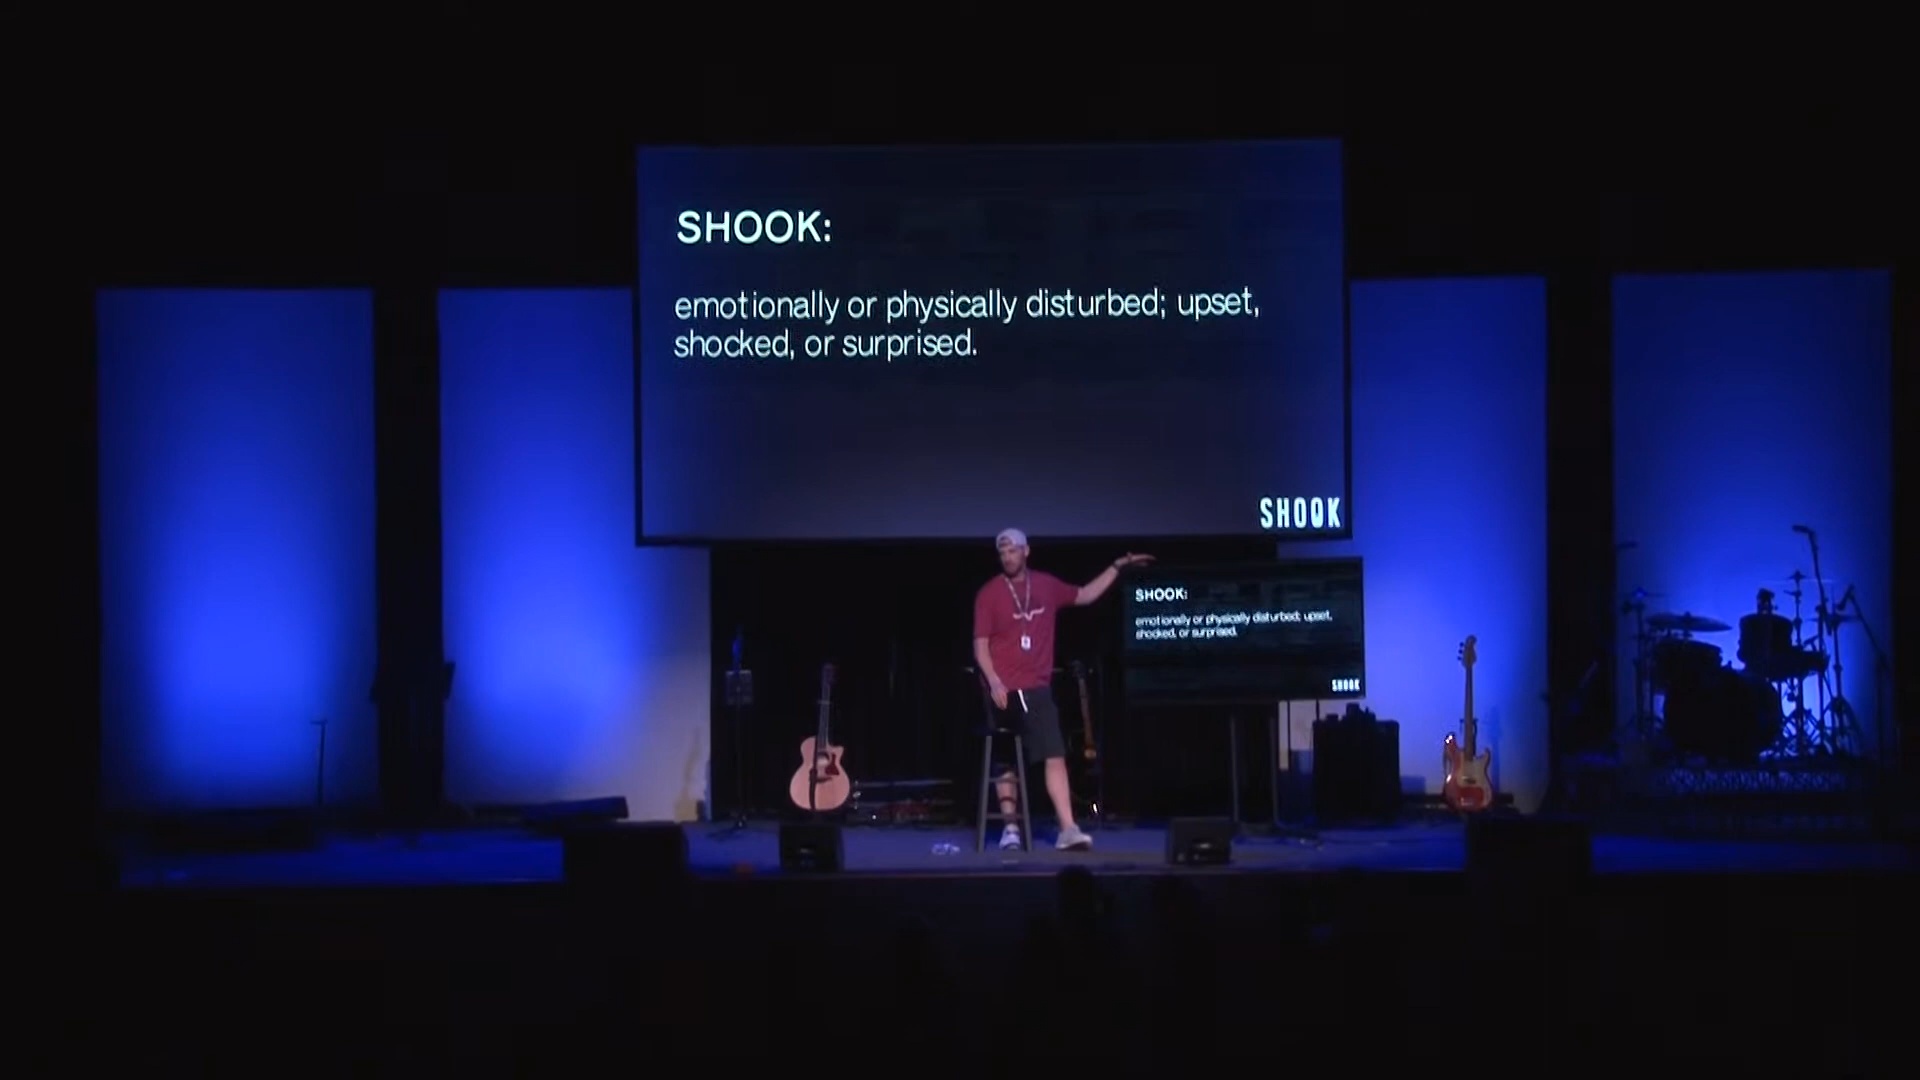 SHOOK:
emotionally or physically disturbed; upset,
shocked, or surprised.
SHOOK
SHOOK:
emotionally or physically disturbed; upset,
shocked, or surprised.
SHOOK